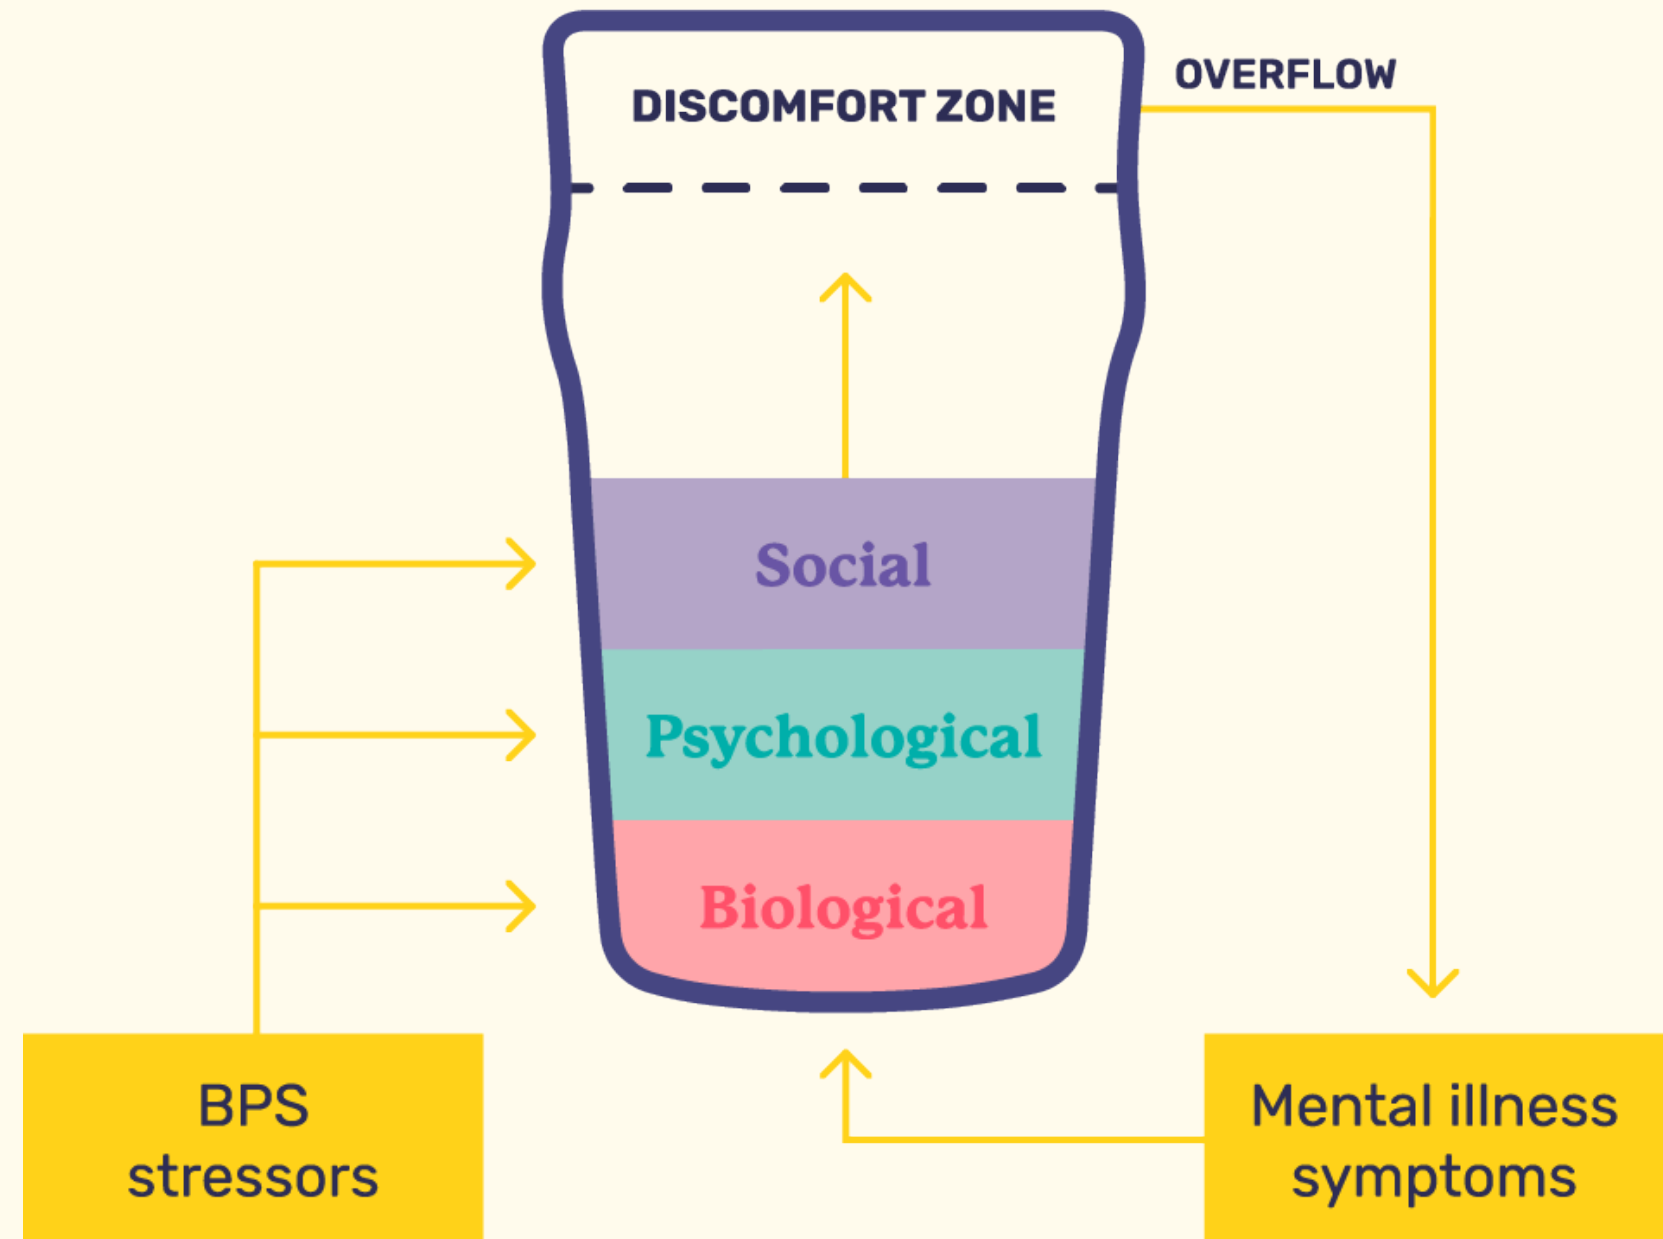 OVERFLOW
DISCOMFORT ZONE
Social
Psychological
Biological
BPS
stressors
Mental illness
symptoms